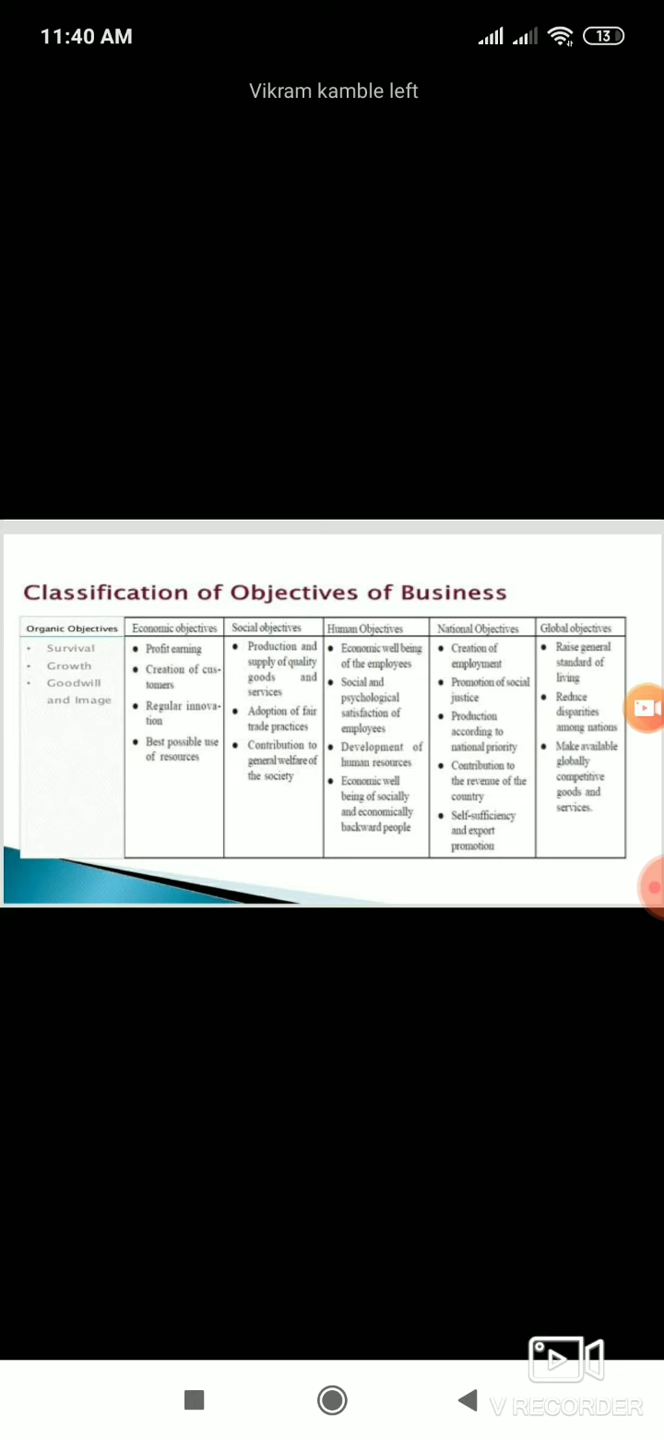 11:40 AM
13
Vikram kamble left
Classification of Objectives of Business
Organic Objectives
• Survival
• Growth
• Goodwill
and Image
Economic objectives
• Profit earning
• Creation of cus-
tomers
• Regular innova-
tion
• Best possible use
of resources
Social objectives
• Production and
supply of quality
goods and
services
• Adoption of fair
trade practices
• Contribution to
general welfare of
the society
Human Objectives
• Economic well being
of the employees
• Social and
psychological
satisfaction of
employees
• Development of
human resources
• Economic well
being of socially
and economically
backward people
National Objectives
• Creation of
employment
• Promotion of social
justice
• Production
according to
national priority
• Contribution to
the revenue of the
country
• Self-sufficiency
and export
promotion
Global objectives
• Raise general
standard of
living
• Reduce
disparities
among nations
• Make available
globally
competitive
goods and
services.
V RECORDER